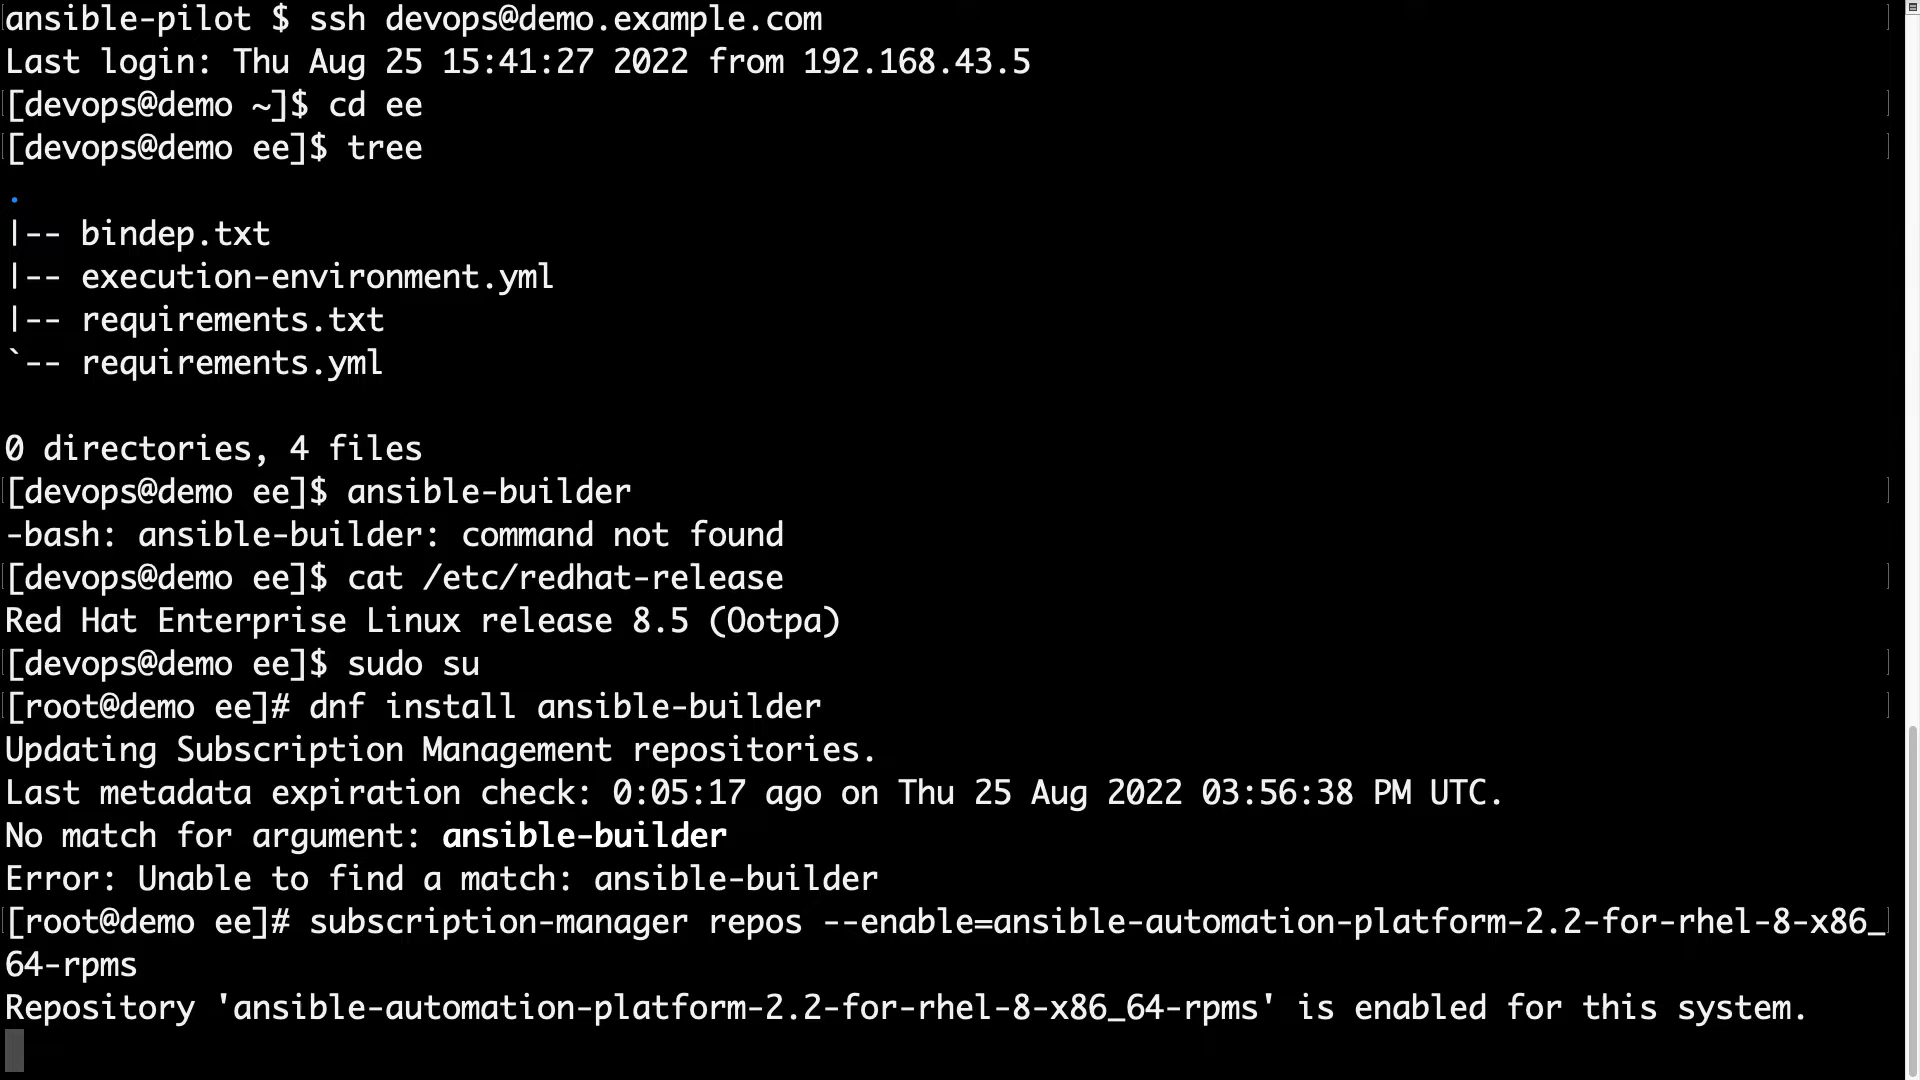 ansible-pilot $ ssh devops@demo.example.com
Last login: Thu Aug 25 15:41:27 2022 from 192.168.43.5
[devops@demo ~]$ cd ee
[devops@demo ee]$ tree
.
|-- bindep.txt
|-- execution-environment.yml
|-- requirements.txt
`-- requirements.yml
0 directories, 4 files
[devops@demo ee]$ ansible-builder
-bash: ansible-builder: command not found
[devops@demo ee]$ cat /etc/redhat-release
Red Hat Enterprise Linux release 8.5 (Ootpa)
[devops@demo ee]$ sudo su
[root@demo ee]# dnf install ansible-builder
Updating Subscription Management repositories.
Last metadata expiration check: 0:05:17 ago on Thu 25 Aug 2022 03:56:38 PM UTC.
No match for argument: ansible-builder
Error: Unable to find a match: ansible-builder
[root@demo ee]# subscription-manager repos --enable=ansible-automation-platform-2.2-for-rhel-8-x86_
64-rpms
Repository 'ansible-automation-platform-2.2-for-rhel-8-x86_64-rpms' is enabled for this system.